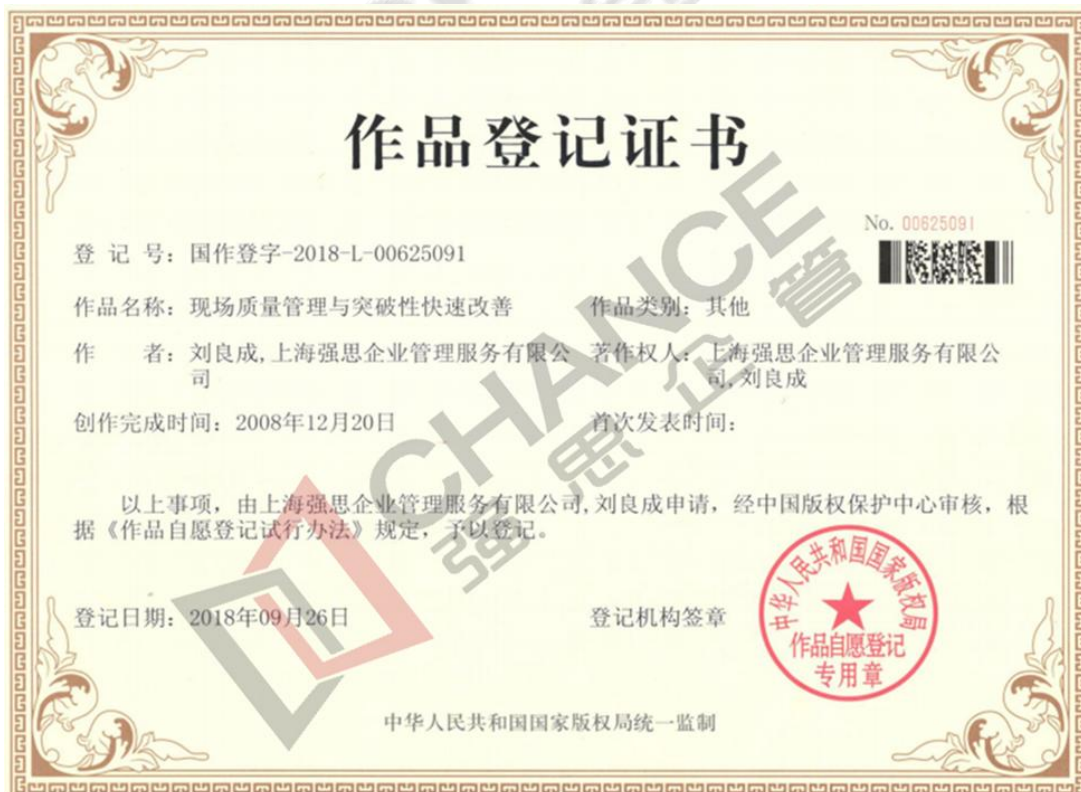 作品登记证书
No. 00625091
登 记 号：国作登字-2018-L-00625091
作品名称：现场质量管理与突破性快速改善 作品类别：其他
作 者：刘良成,上海强思企业管理服务有限公 著作权人：上海强思企业管理服务有限公
司 司,刘良成
创作完成时间：2008年12月20日 首次发表时间：
以上事项，由上海强思企业管理服务有限公司,刘良成申请，经中国版权保护中心审核，根
据《作品自愿登记试行办法》规定，予以登记。
登记日期：2018年09月26日 登记机构签章
中华人民共和国国家版权局
作品自愿登记
专用章
中华人民共和国国家版权局统一监制
CHANCE
强思企管